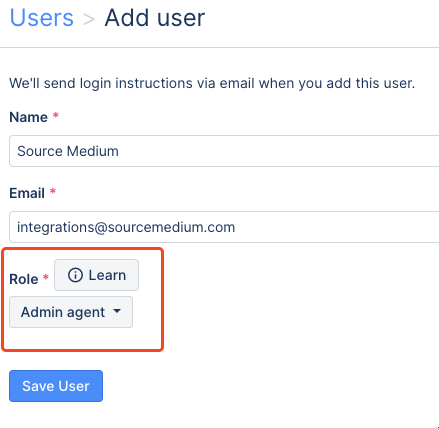 Users > Add user
We'll send login instructions via email when you add this user.
Name *
Source Medium
Email *
integrations@sourcemedium.com
Role * Learn
Admin agent
Save User